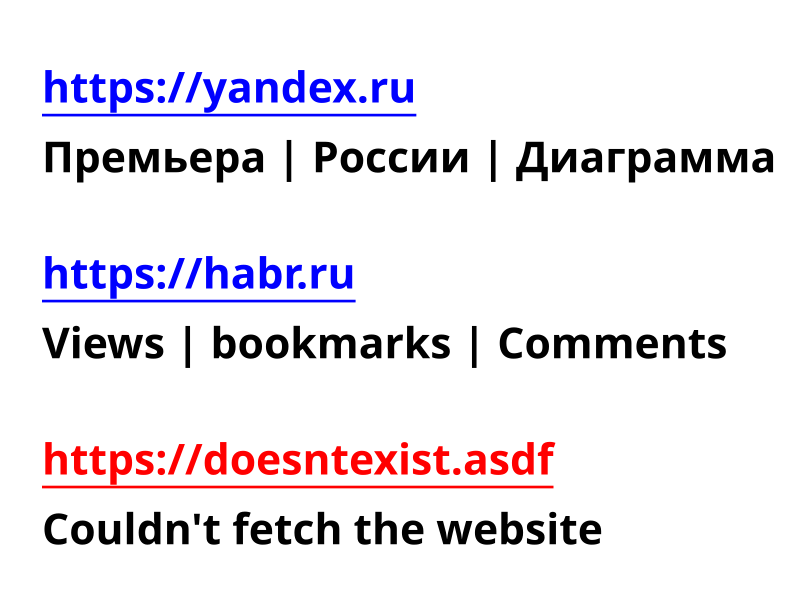 https://yandex.ru
Премьера | России | Диаграмма
https://habr.ru
Views | bookmarks | Comments
https://doesntexist.asdf
Couldn't fetch the website